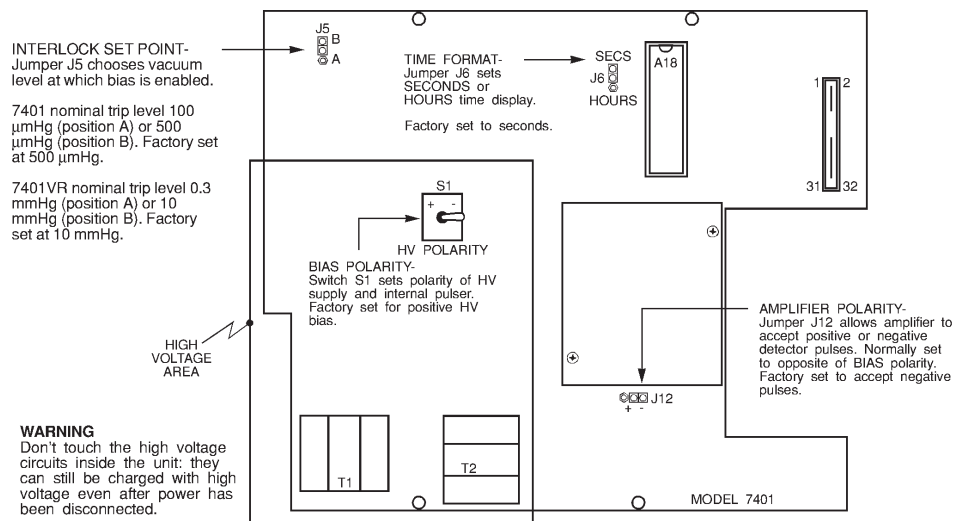 INTERLOCK SET POINT-
Jumper J5 chooses vacuum
level at which bias is enabled.
7401 nominal trip level 100
µmHg (position A) or 500
µmHg (position B). Factory set
at 500 µmHg.
7401VR nominal trip level 0.3
mmHg (position A) or 10
mmHg (position B). Factory
set at 10 mmHg.
J5
B
A
TIME FORMAT-
Jumper J6 sets
SECONDS or
HOURS time display.
Factory set to seconds.
SECS
J6
HOURS
A18
1 2
31 32
S1
+ -
HV POLARITY
BIAS POLARITY-
Switch S1 sets polarity of HV
supply and internal pulser.
Factory set for positive HV
bias.
HIGH
VOLTAGE
AREA
AMPLIFIER POLARITY-
Jumper J12 allows amplifier to
accept positive or negative
detector pulses. Normally set
to opposite of BIAS polarity.
Factory set to accept negative
pulses.
J12
+ -
WARNING
Don't touch the high voltage
circuits inside the unit: they
can still be charged with high
voltage even after power has
been disconnected.
T1
T2
MODEL 7401